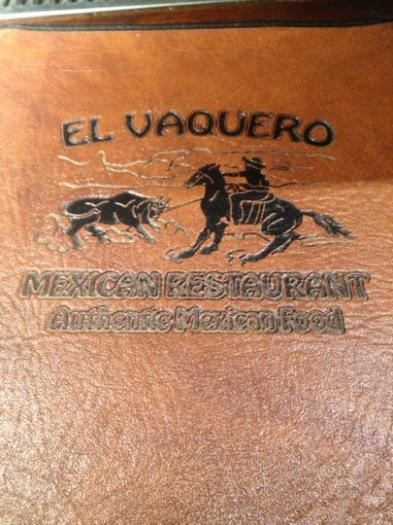 EL VAQUERO
MEXICAN RESTAURANT
Authentic Mexican Food